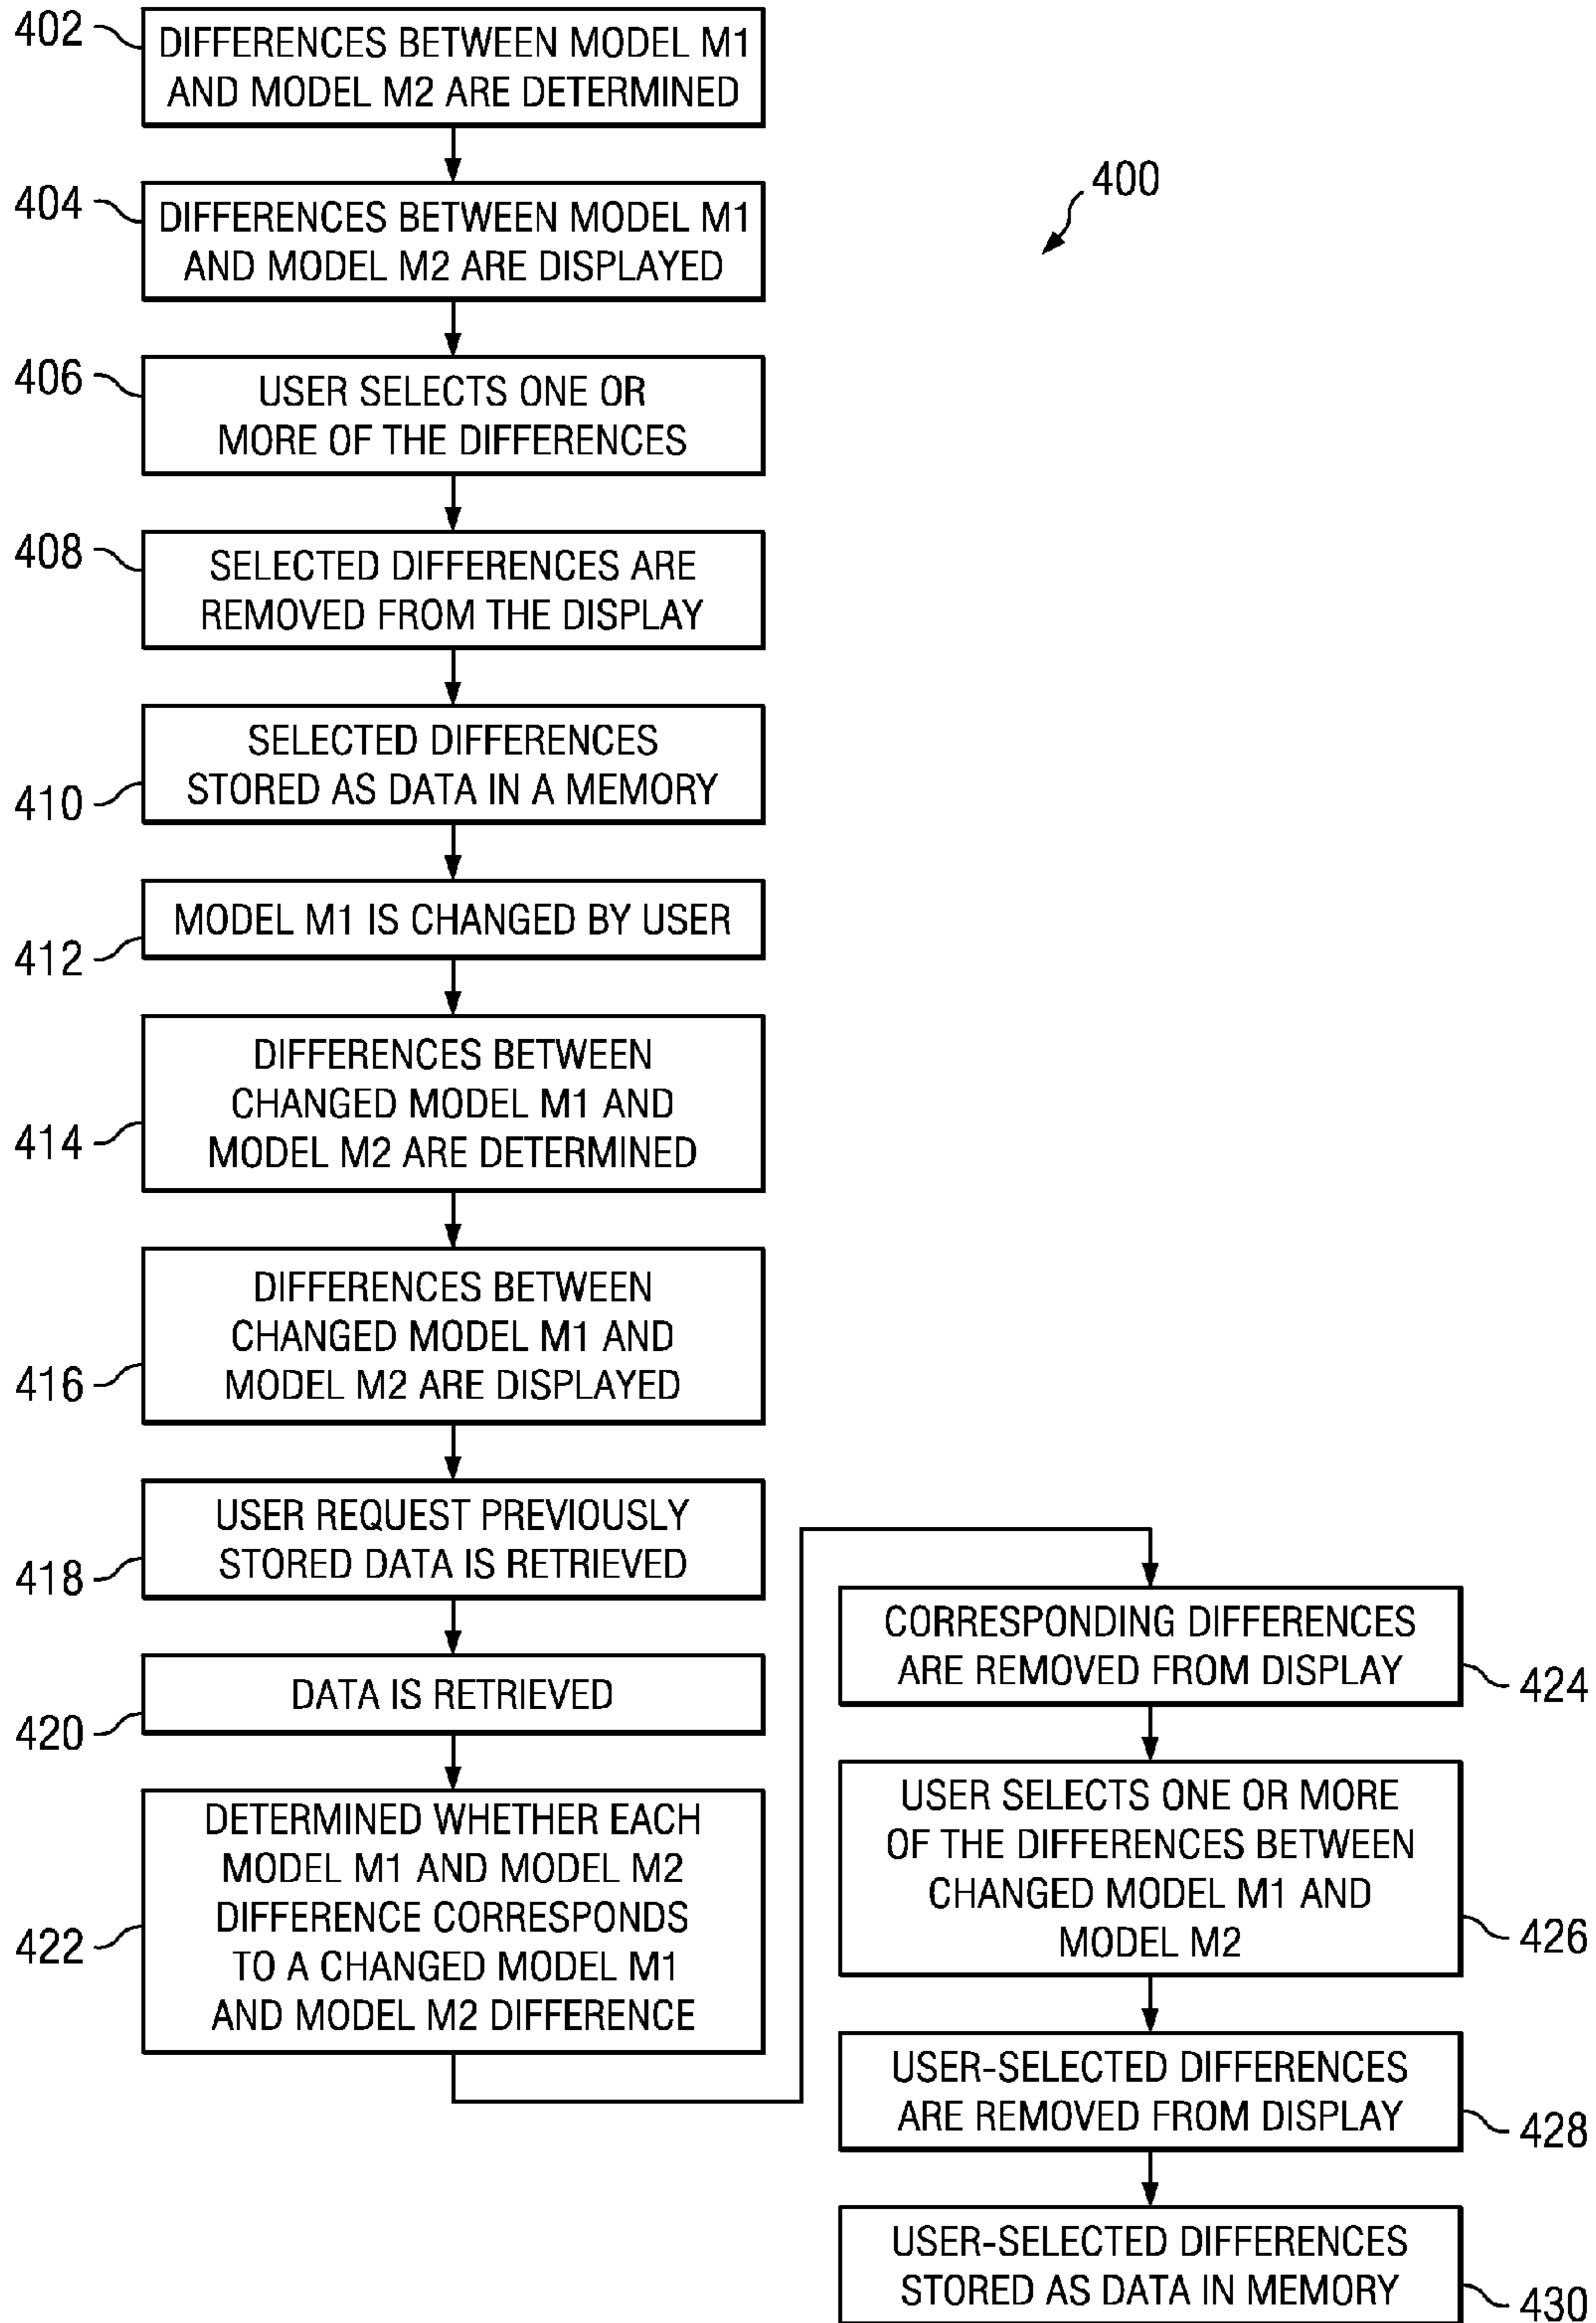 402
DIFFERENCES BETWEEN MODEL M1
AND MODEL M2 ARE DETERMINED
400
404
DIFFERENCES BETWEEN MODEL M1
AND MODEL M2 ARE DISPLAYED
406
USER SELECTS ONE OR
MORE OF THE DIFFERENCES
408
SELECTED DIFFERENCES ARE
REMOVED FROM THE DISPLAY
SELECTED DIFFERENCES
STORED AS DATA IN A MEMORY
410
MODEL M1 IS CHANGED BY USER
412
DIFFERENCES BETWEEN
CHANGED MODEL M1 AND
MODEL M2 ARE DETERMINED
414
DIFFERENCES BETWEEN
CHANGED MODEL M1 AND
MODEL M2 ARE DISPLAYED
416
USER REQUEST PREVIOUSLY
STORED DATA IS RETRIEVED
418
DATA IS RETRIEVED
420
DETERMINED WHETHER EACH
MODEL M1 AND MODEL M2
DIFFERENCE CORRESPONDS
TO A CHANGED MODEL M1
AND MODEL M2 DIFFERENCE
422
CORRESPONDING DIFFERENCES
ARE REMOVED FROM DISPLAY
424
USER SELECTS ONE OR MORE
OF THE DIFFERENCES BETWEEN
CHANGED MODEL M1 AND
MODEL M2
426
USER-SELECTED DIFFERENCES
ARE REMOVED FROM DISPLAY
428
USER-SELECTED DIFFERENCES
STORED AS DATA IN MEMORY
430